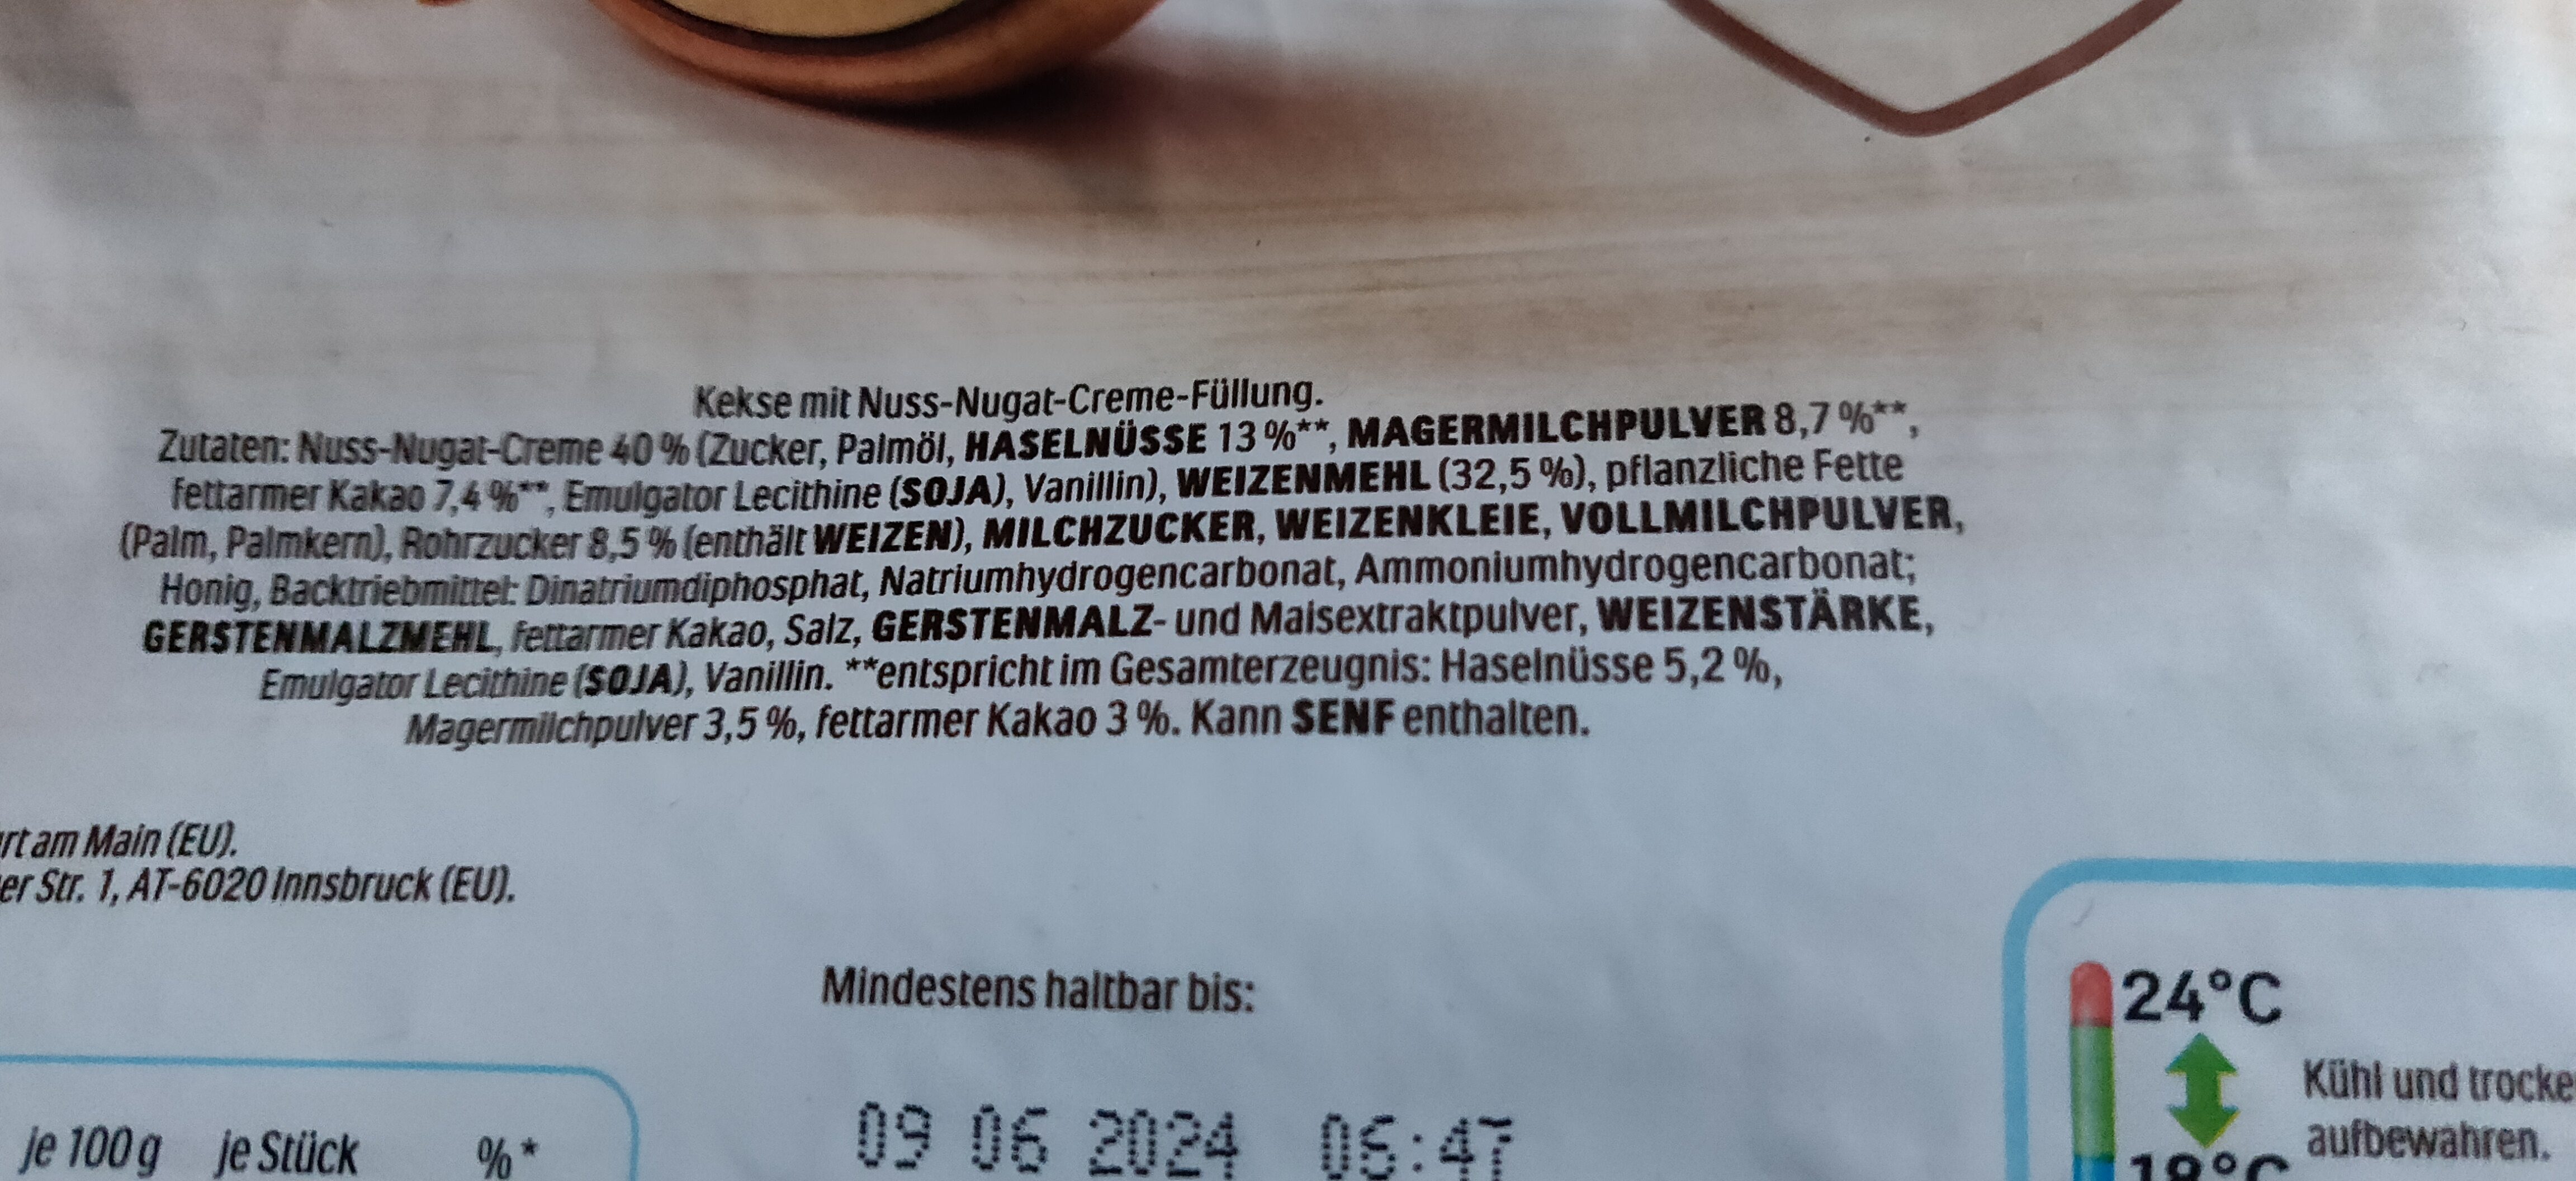 Kekse mit Nuss-Nugat-Creme-Füllung.
Zutaten: Nuss-Nugat-Creme 40 % (Zucker, Palmöl, HASELNÜSSE 13 %**, MAGERMILCHPULVER 8,7 %**,
fettarmer Kakao 7,4 %**, Emulgator Lecithine (SOJA), Vanillin), WEIZENMEHL (32,5 %), pflanzliche Fette
(Palm, Palmkern), Rohrzucker 8,5 % (enthält WEIZEN), MILCHZUCKER, WEIZENKLEIE, VOLLMILCHPULVER,
Honig, Backtriebmittel: Dinatriumdiphosphat, Natriumhydrogencarbonat, Ammoniumhydrogencarbonat;
GERSTENMALZMEHL, fettarmer Kakao, Salz, GERSTENMALZ- und Maisextraktpulver, WEIZENSTÄRKE,
Emulgator Lecithine (SOJA), Vanillin. **entspricht im Gesamterzeugnis: Haselnüsse 5,2 %,
Magermilchpulver 3,5 %, fettarmer Kakao 3 %. Kann SENF enthalten.
rt am Main (EU).
er Str. 1, AT-6020 Innsbruck (EU).
Mindestens haltbar bis:
09 06 2024 06:47
je 100 g je Stück %*
24°C
18°C
Kühl und trocke
aufbewahren.